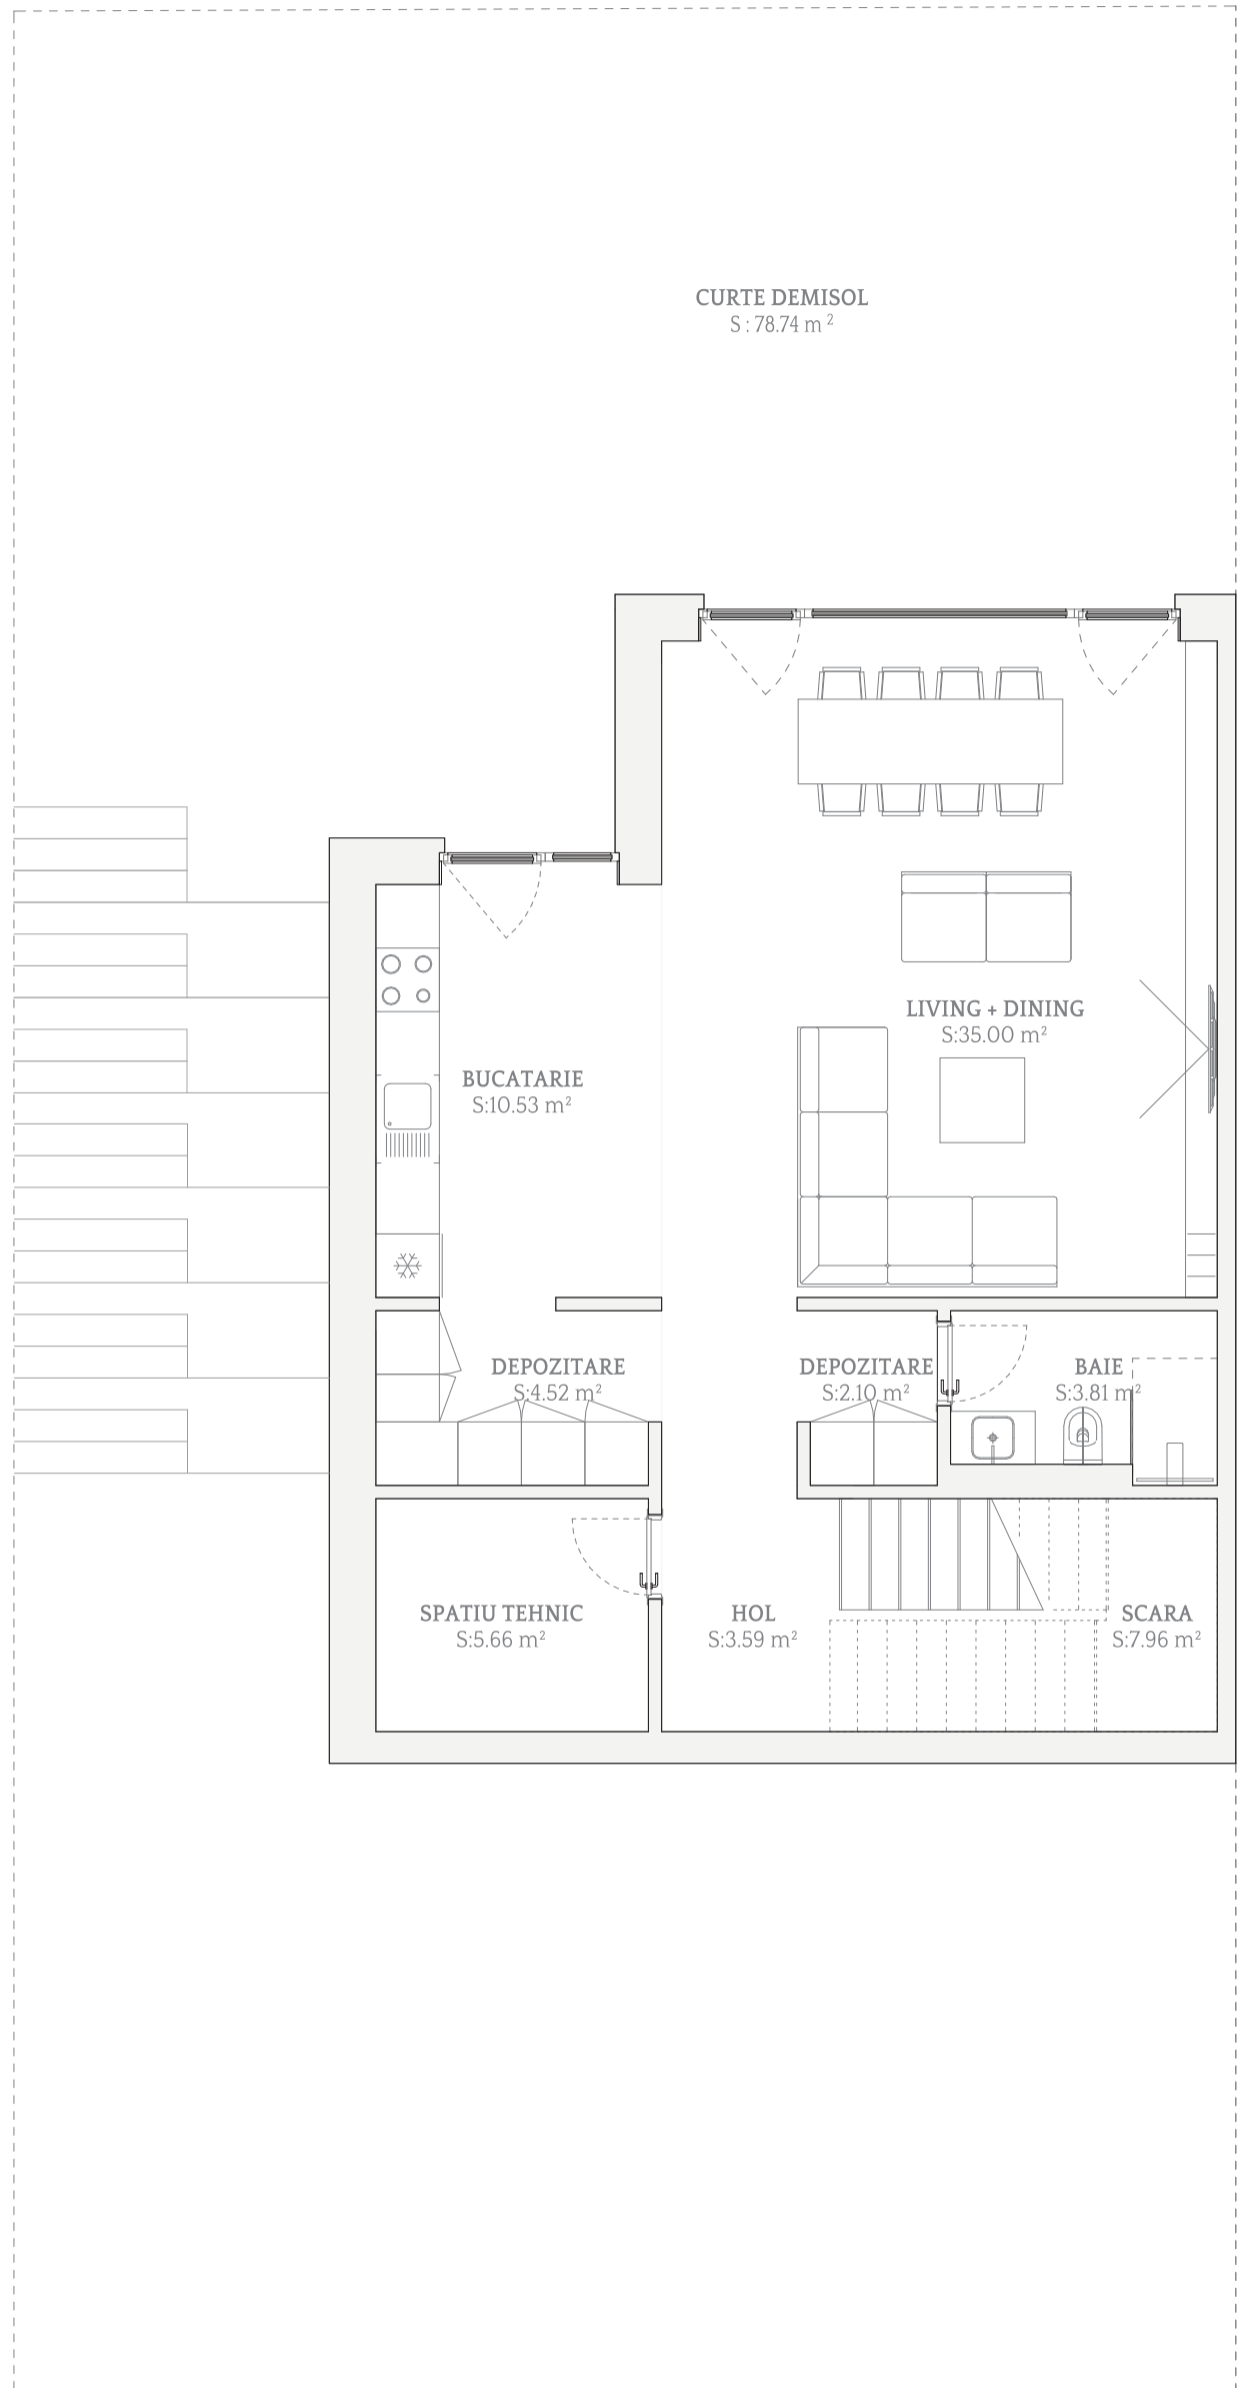 CURTE DEMISOL
S : 78.74 m²
LIVING + DINING
S:35.00 m²
BUCATARIE
S:10.53 m²
DEPOZITARE
S:4.52 m²
DEPOZITARE
S:2.10 m²
BAIE
S:3.81 m²
SPATIU TEHNIC
S:5.66 m²
HOL
S:3.59 m²
SCARA
S:7.96 m²